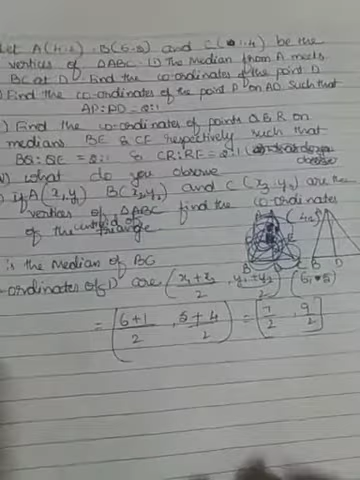 Let A(4,2), B(6,5) and C(1,4) be the
vertices of ΔABC. (i) The Median from A meets
BC at D. Find the co-ordinates of the point D
) Find the co-ordinates of the point P on AD such that
AP:PD = 2:1
) Find the co-ordinates of points Q & R on
medians BE & CF respectively such that
BQ:QE = 2:1 & CR:RF = 2:1
v) what do you observe
) If A(x, y) B(x2, y2) and C(x3, y3) are the
vertices of ΔABC find the co-ordinates
of the centroid of triangle
(4,2)
B D C B D
is the Median of BC
ordinates of D are (x1+x2/2 , y1+y2/2) (6,5)
= [6+1/2 , 5+4/2] = [7/2 , 9/2]